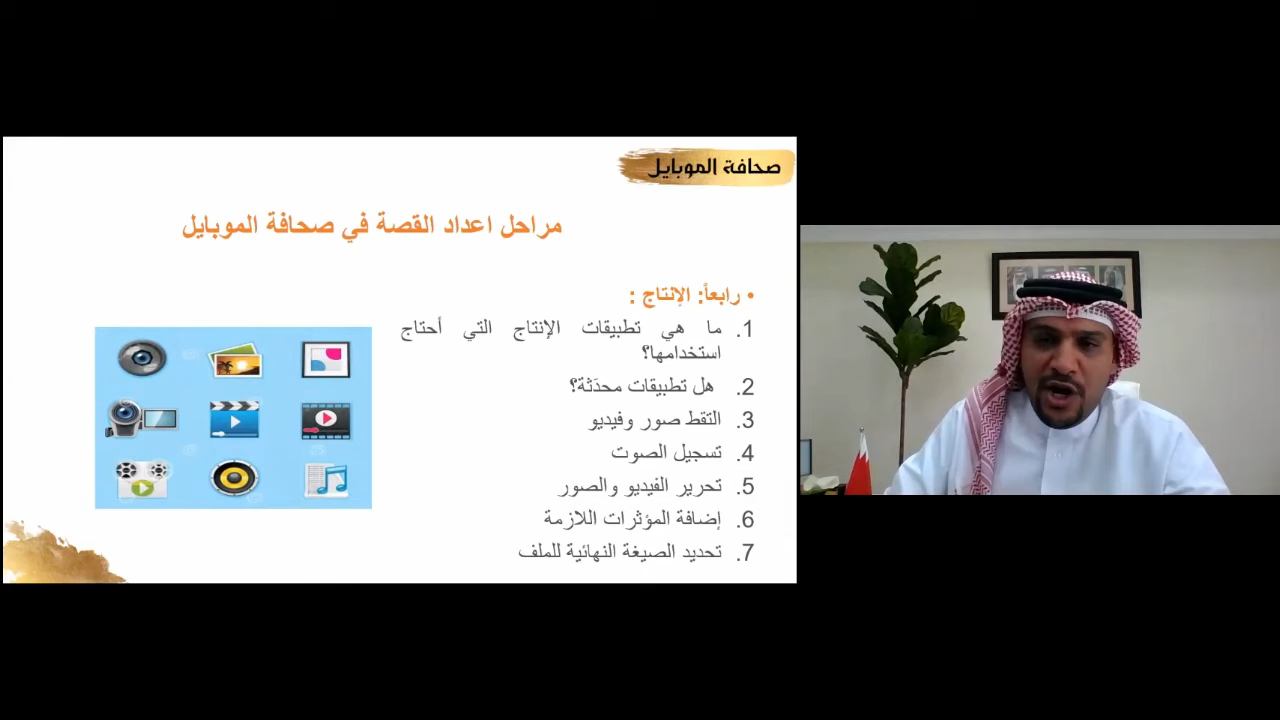 صحافة الموبايل
مراحل اعداد القصة في صحافة الموبايل
• رابعاً: الإنتاج :
1. ما هي تطبيقات الإنتاج التي أحتاج
استخدامها؟
2. هل تطبيقات محدَثة؟
3. التقط صور وفيديو
4. تسجيل الصوت
5. تحرير الفيديو والصور
6. إضافة المؤثرات اللازمة
7. تحديد الصيغة النهائية للملف